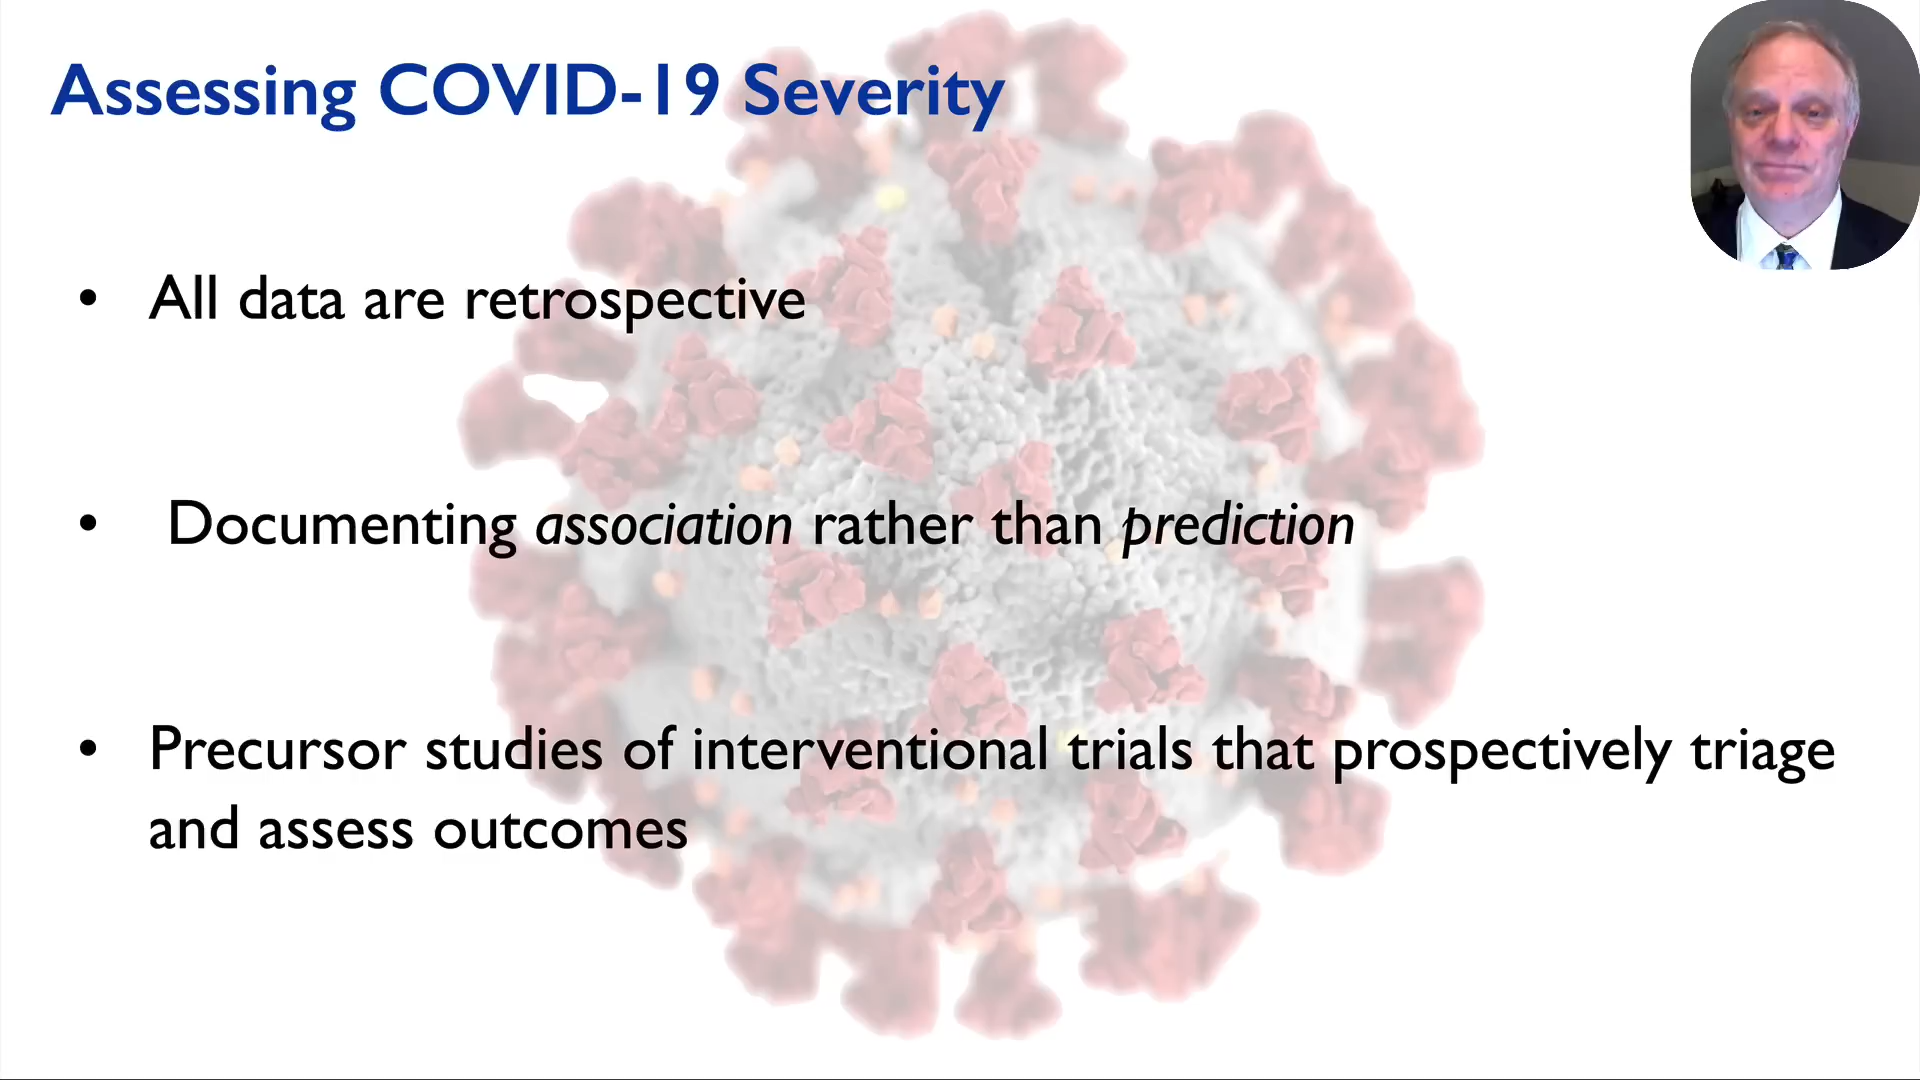 Assessing COVID-19 Severity
• All data are retrospective
• Documenting association rather than prediction
• Precursor studies of interventional trials that prospectively triage
and assess outcomes